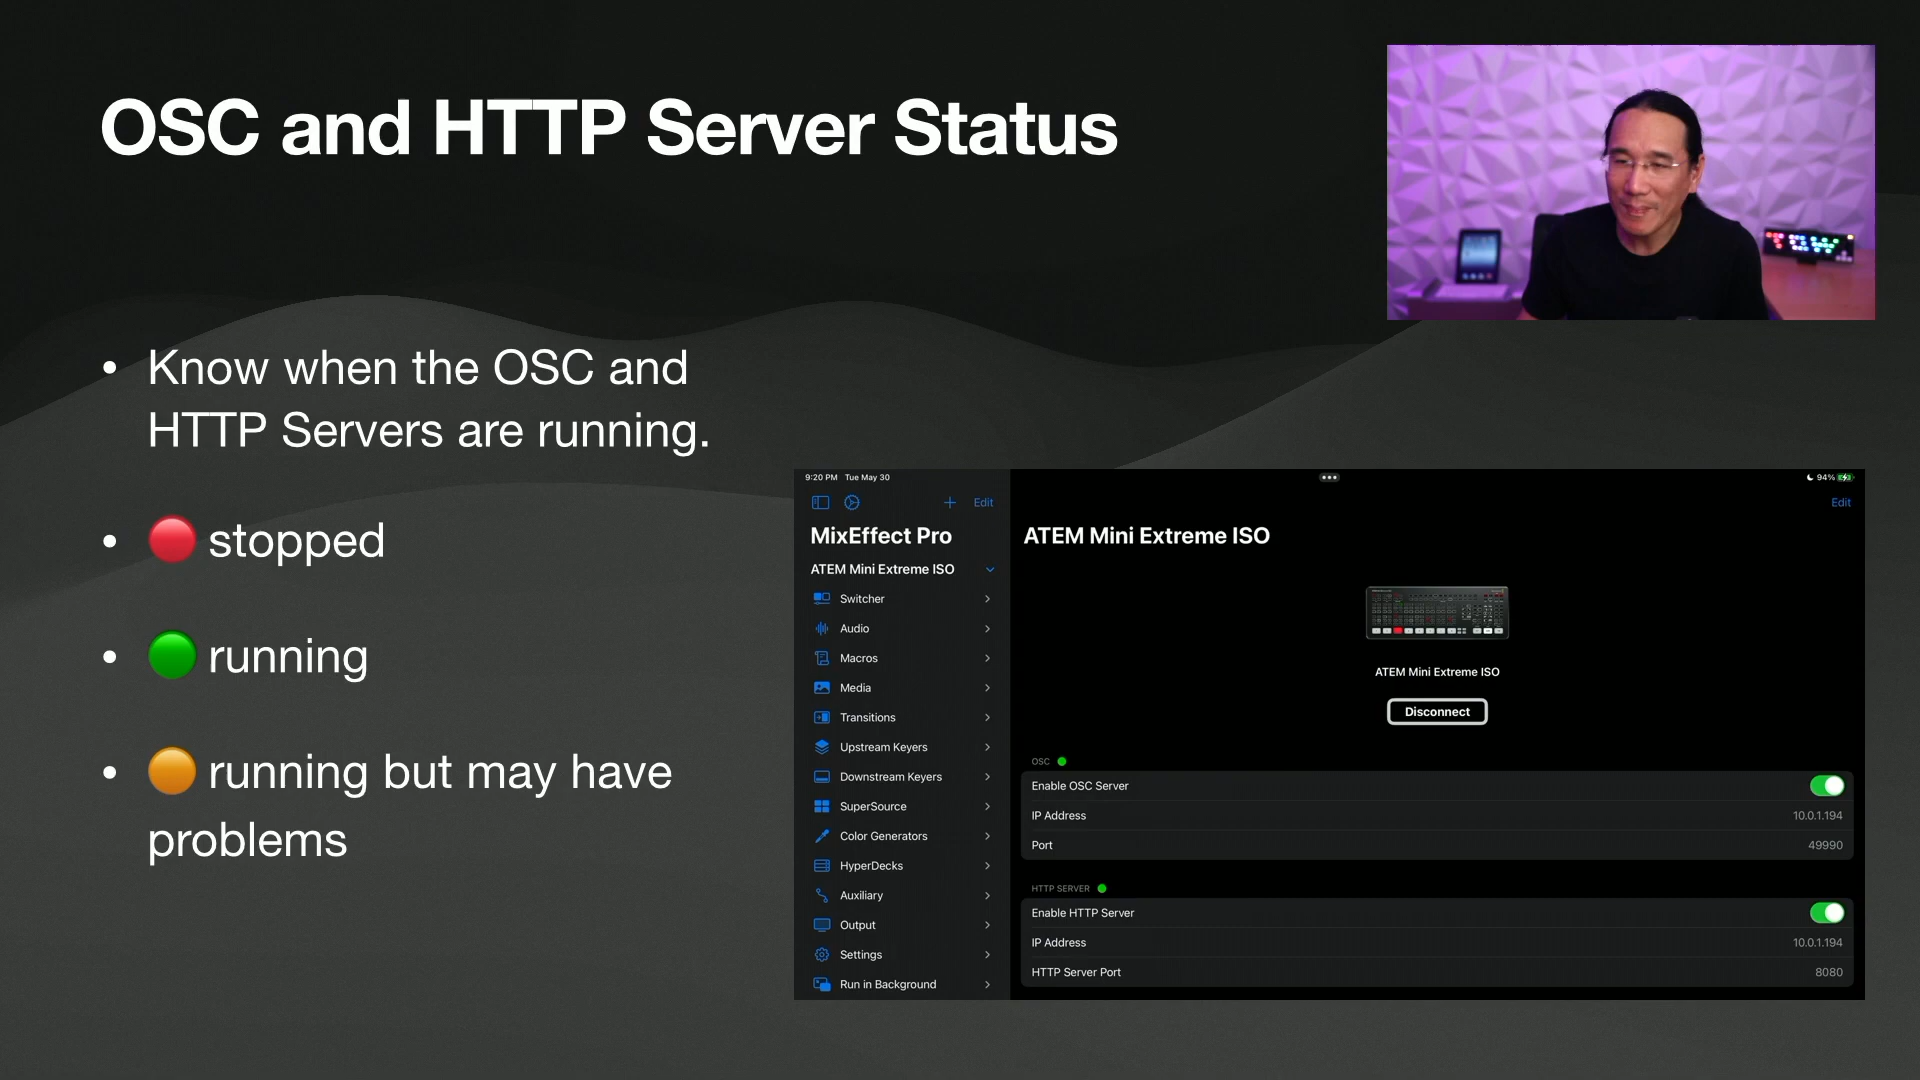 OSC and HTTP Server Status
• Know when the OSC and
HTTP Servers are running.
• 🔴 stopped
• 🟢 running
• 🟠 running but may have
problems
9:20 PM Tue May 30
94%
Edit
Edit
MixEffect Pro
ATEM Mini Extreme ISO
Switcher
Audio
Macros
Media
Transitions
Upstream Keyers
Downstream Keyers
SuperSource
Color Generators
HyperDecks
Auxiliary
Output
Settings
Run in Background
ATEM Mini Extreme ISO
ATEM Mini Extreme ISO
Disconnect
OSC
Enable OSC Server
IP Address 10.0.1.194
Port 49990
HTTP SERVER
Enable HTTP Server
IP Address 10.0.1.194
HTTP Server Port 8080